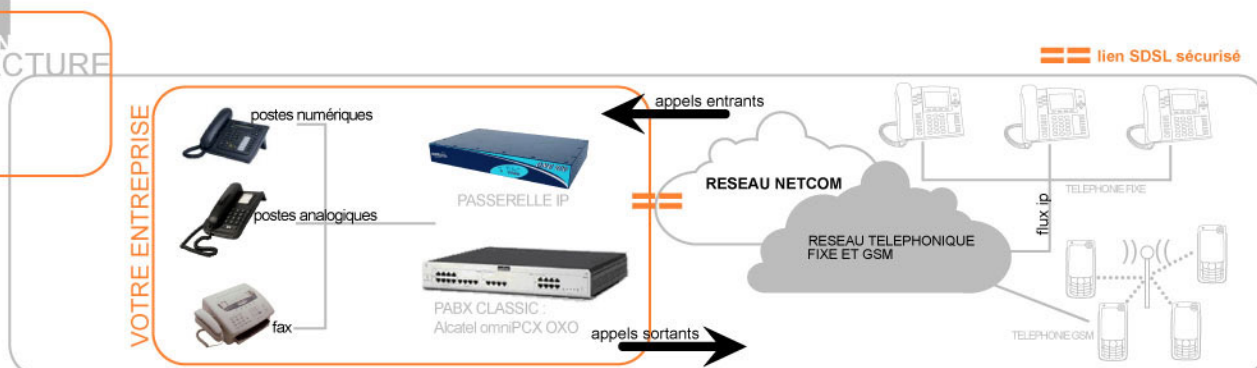 CTURE
lien SDSL sécurisé
VOTRE ENTREPRISE
postes numériques
postes analogiques
fax
PASSERELLE IP
PABX CLASSIC :
Alcatel omniPCX OXO
appels entrants
appels sortants
RESEAU NETCOM
RESEAU TELEPHONIQUE
FIXE ET GSM
flux ip
TELEPHONIE FIXE
TELEPHONIE GSM